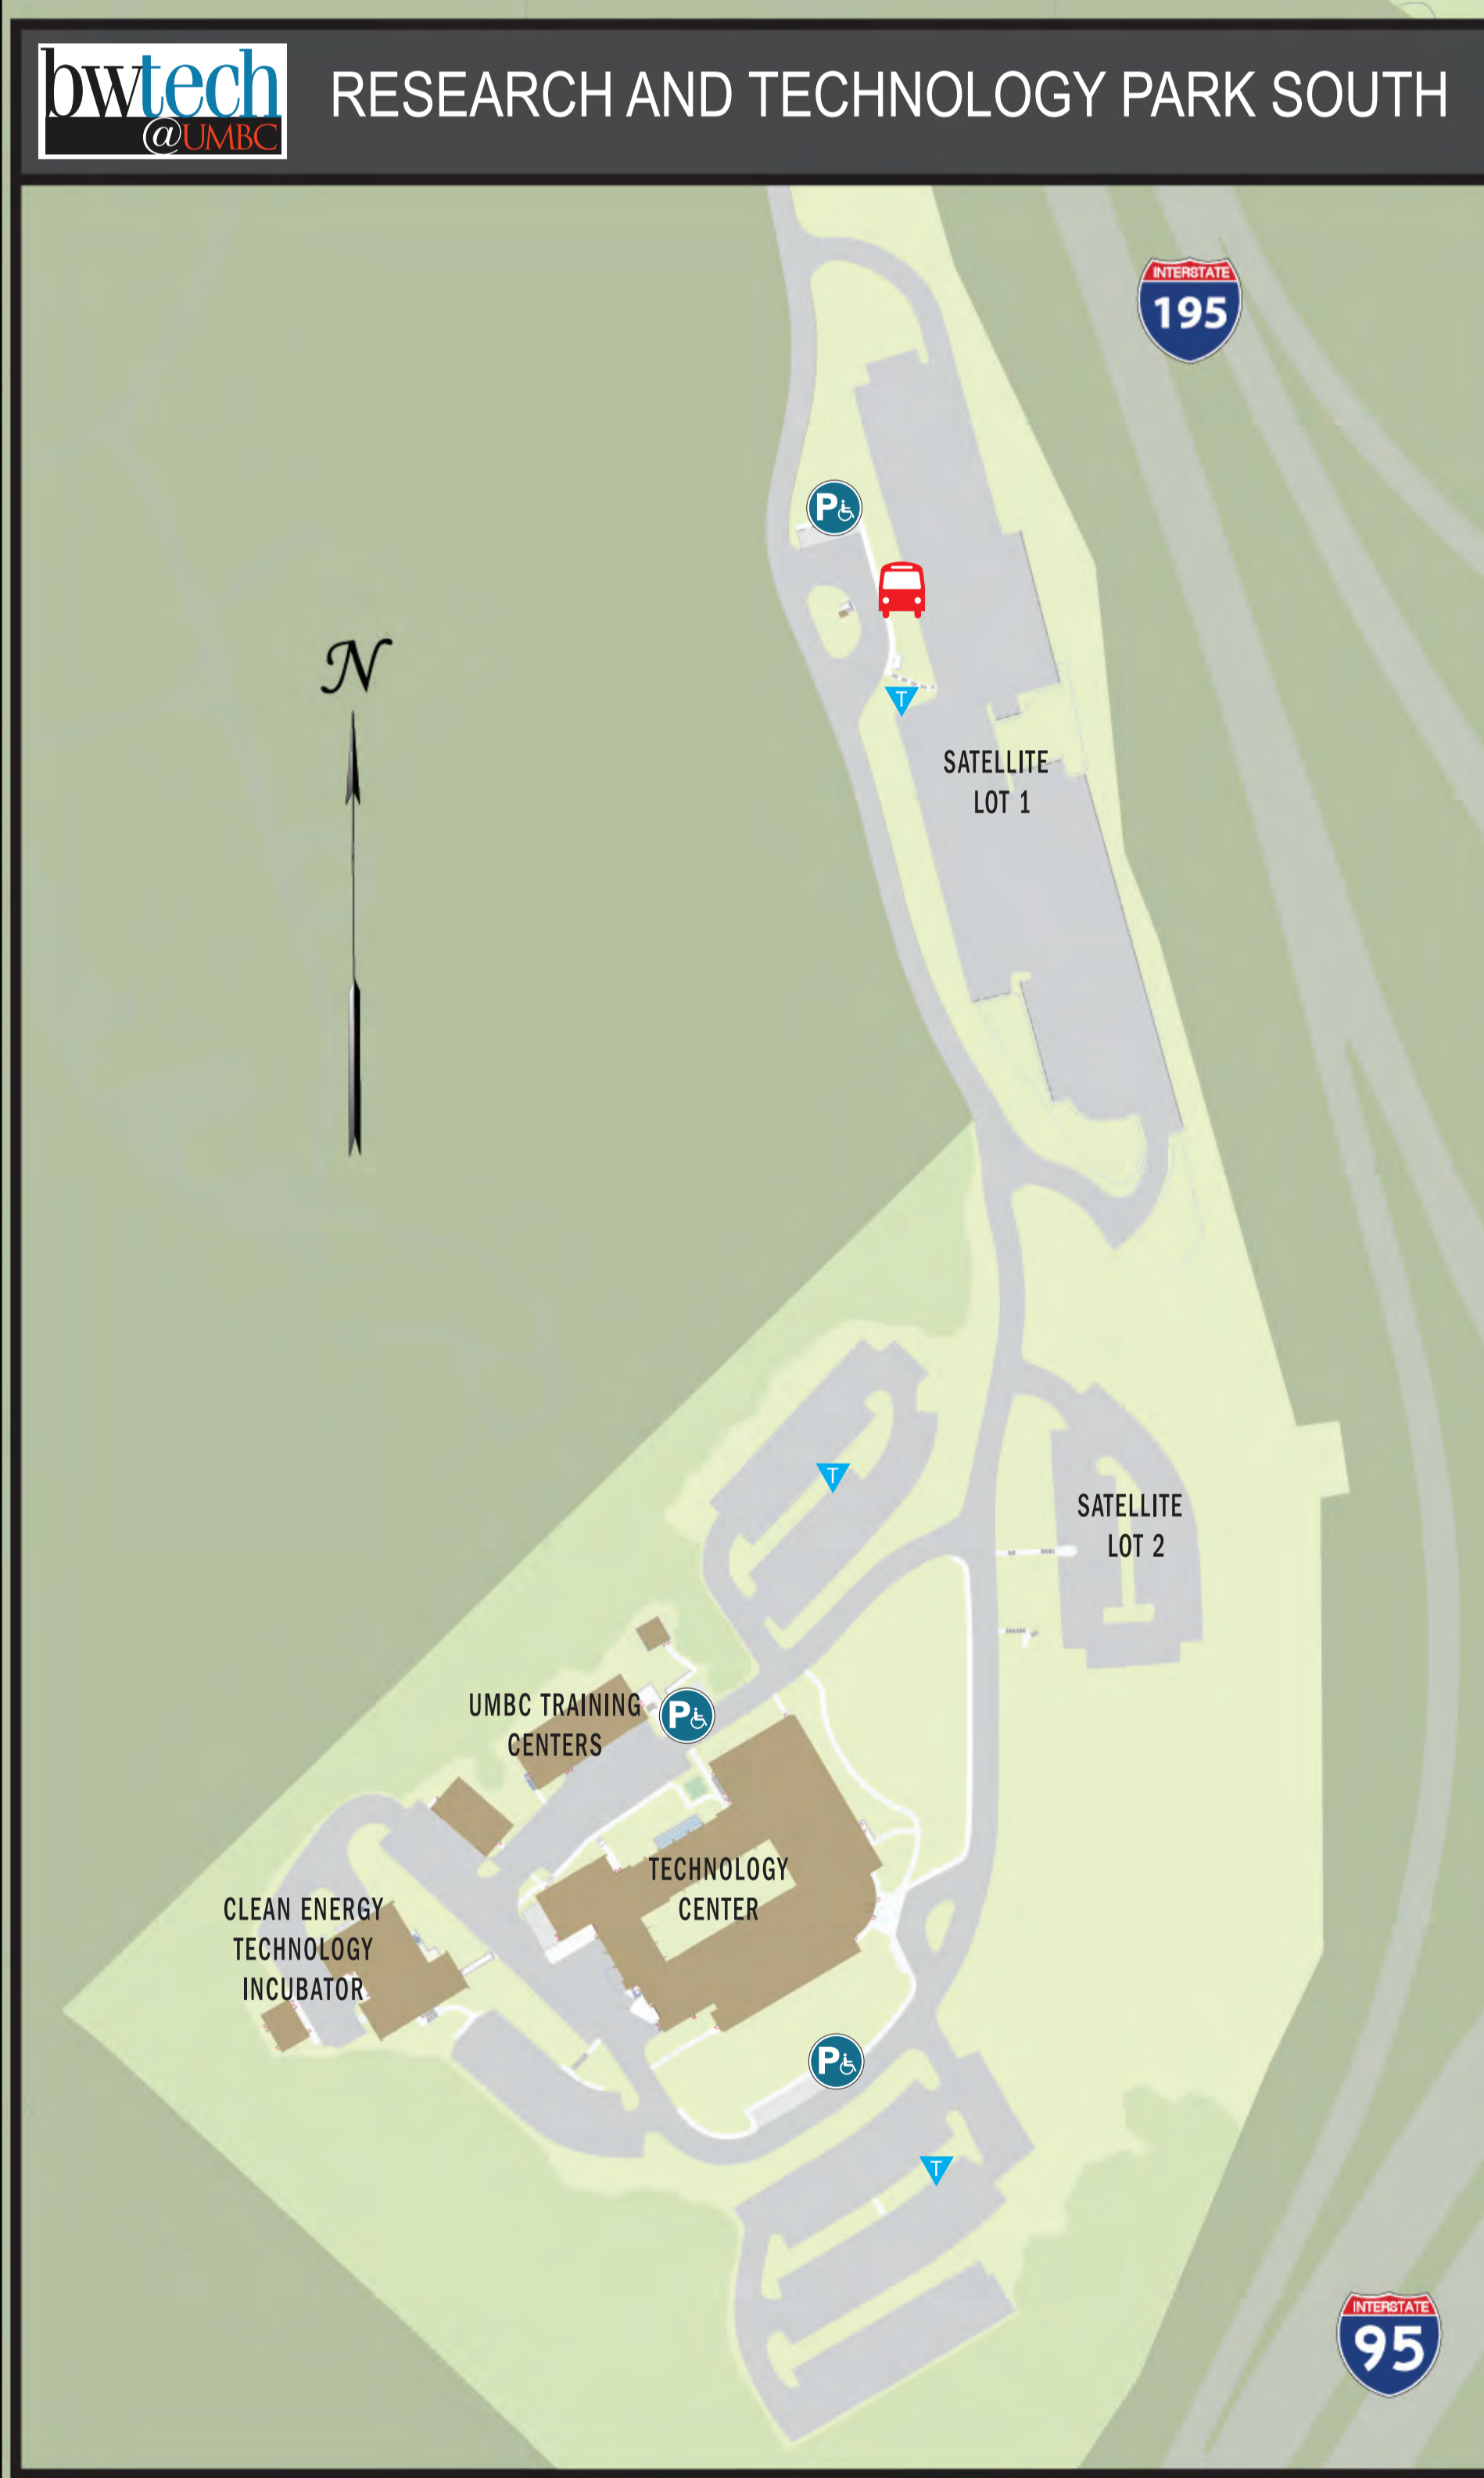 bwtech
@UMBC
RESEARCH AND TECHNOLOGY PARK SOUTH
INTERSTATE
195
P
N
T
SATELLITE
LOT 1
T
SATELLITE
LOT 2
UMBC TRAINING
CENTERS
P
TECHNOLOGY
CENTER
CLEAN ENERGY
TECHNOLOGY
INCUBATOR
P
T
INTERSTATE
95